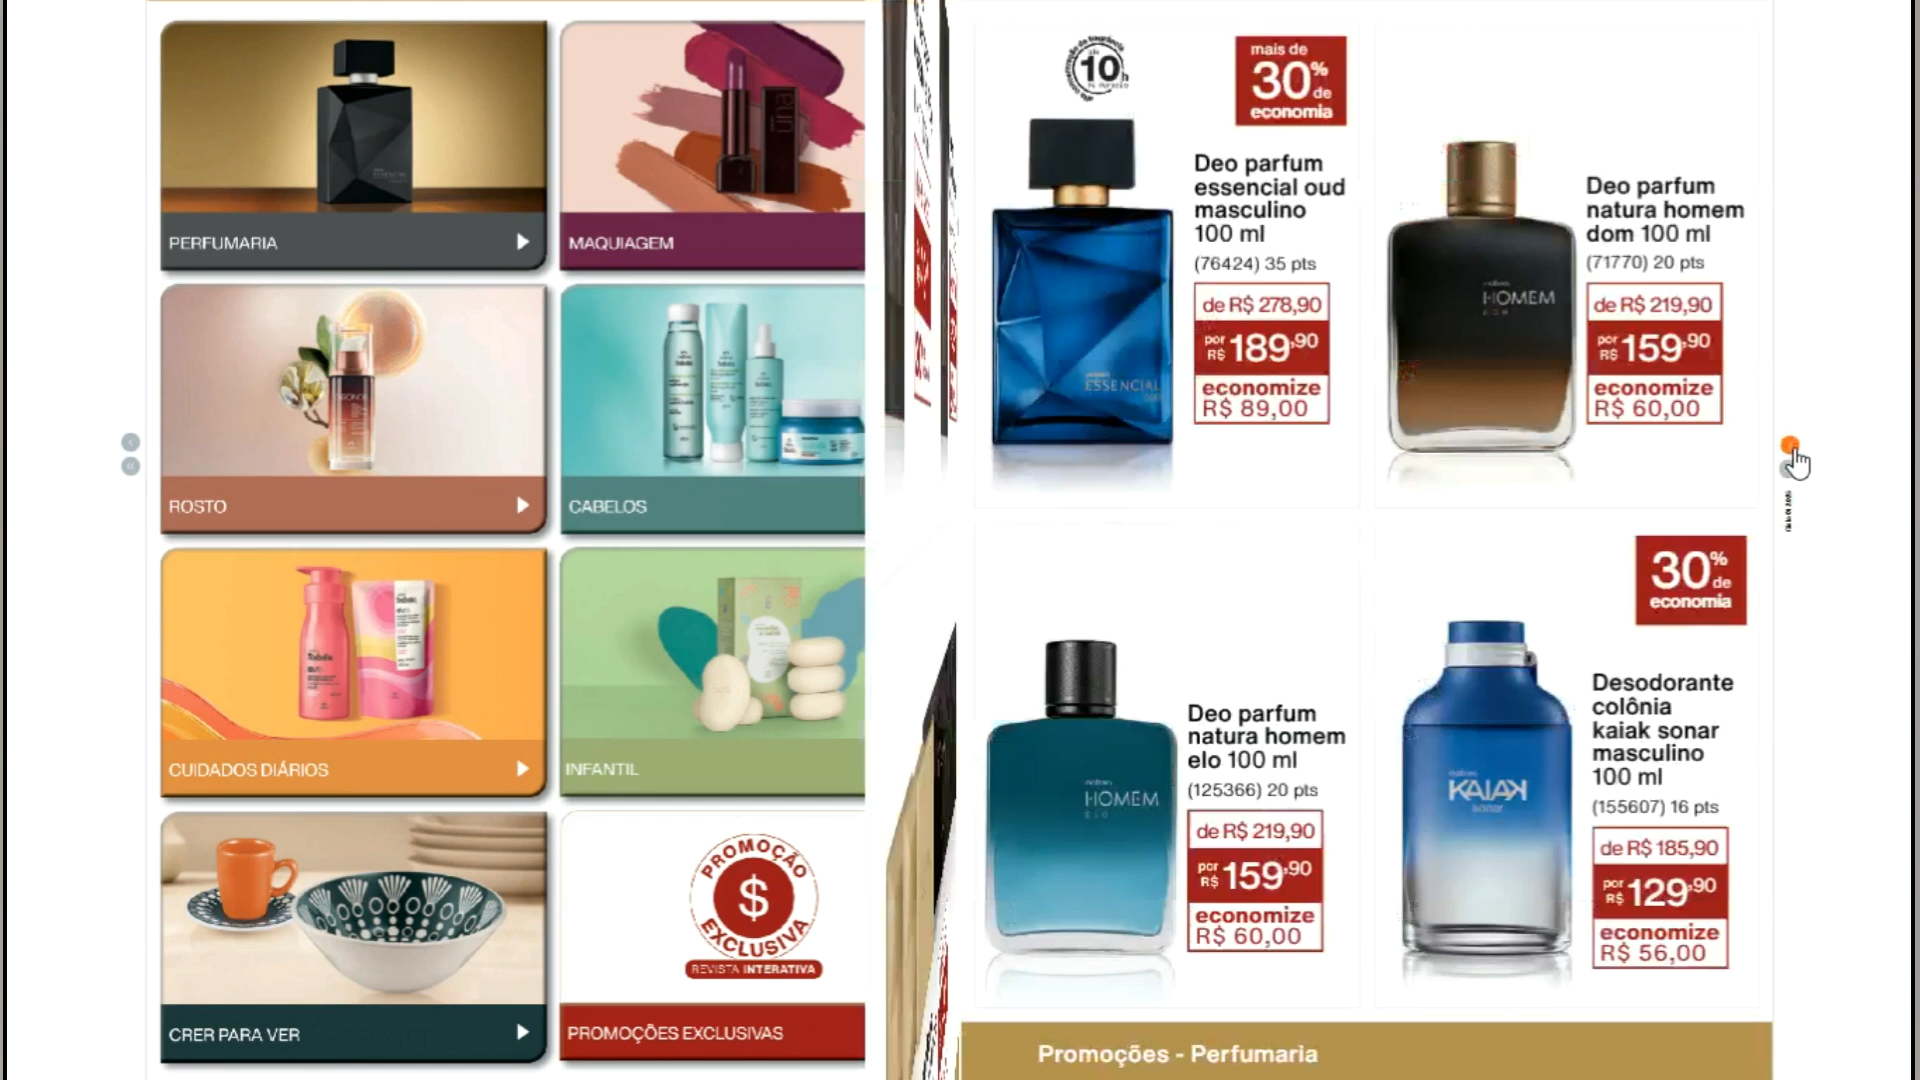 PERFUMARIA
MAQUIAGEM
una
ROSTO
CABELOS
CUIDADOS DIÁRIOS
INFANTIL
CRER PARA VER
PROMOÇÃO
$
EXCLUSIVA
REVISTA INTERATIVA
PROMOÇÕES EXCLUSIVAS
10h
mais de
30%
de
economia
Deo parfum
essencial oud
masculino
100 ml
(76424) 35 pts
de R$ 278,90
por
R$ 189,90
economize
R$ 89,00
ESSENCIAL
Deo parfum
natura homem
dom 100 ml
(71770) 20 pts
de R$ 219,90
por
R$ 159,90
economize
R$ 60,00
HOMEM
DOM
Deo parfum
natura homem
elo 100 ml
(125366) 20 pts
de R$ 219,90
por
R$ 159,90
economize
R$ 60,00
HOMEM
ELO
30%
de
economia
Desodorante
colônia
kaiak sonar
masculino
100 ml
(155607) 16 pts
de R$ 185,90
por
R$ 129,90
economize
R$ 56,00
KAIAK
sonar
Promoções - Perfumaria